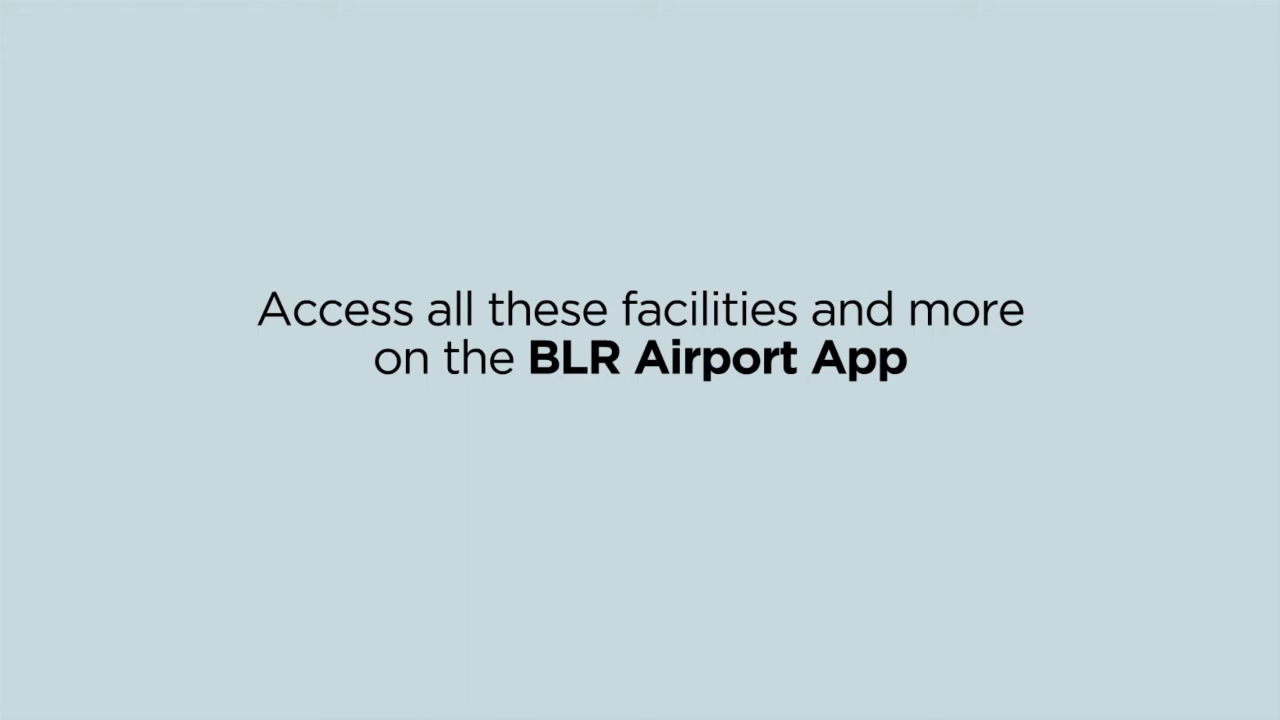 Access all these facilities and more
on the BLR Airport App